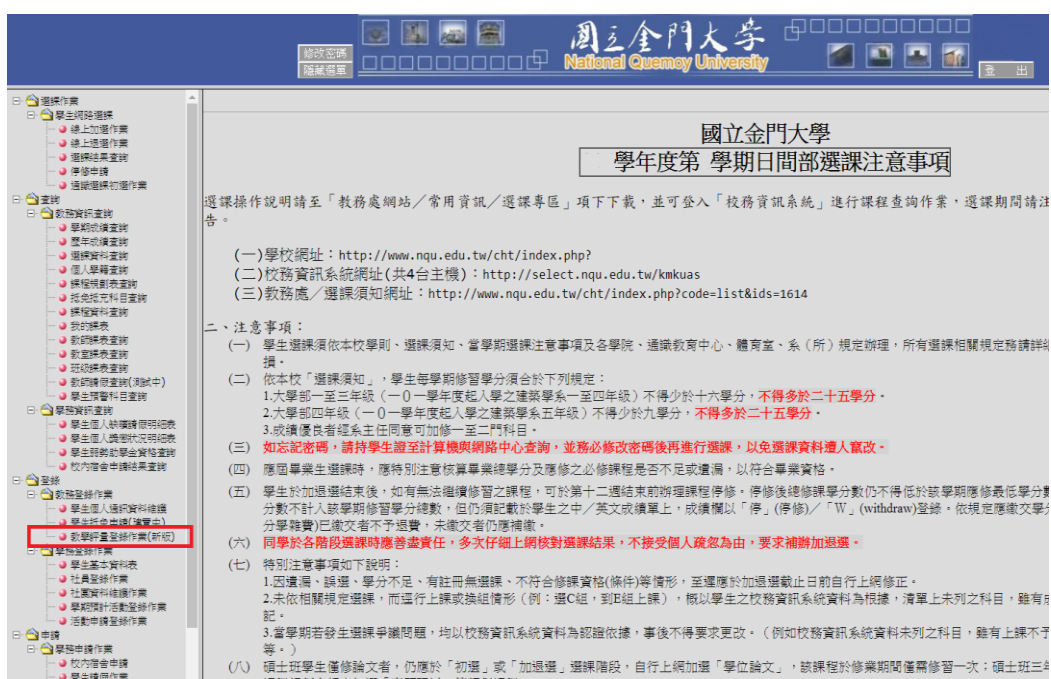 修改密碼
隱藏選單
國立金門大學
National Quemoy University
登 出
選課作業
學生網路選課
線上加選作業
線上退選作業
選課結果查詢
停修申請
通識選課初選作業
查詢
教務資訊查詢
學期成績查詢
歷年成績查詢
選課資料查詢
個人學籍查詢
課程規劃表查詢
抵免抵充科目查詢
課程資料查詢
我的課表
教師課表查詢
教室課表查詢
班級課表查詢
教師請假查詢(測試中)
學生預警科目查詢
學務資訊查詢
學生個人缺曠請假明細表
學生個人獎懲狀況明細表
學生弱勢助學金資格查詢
校內宿舍申請結果查詢
登錄
教務登錄作業
學生個人通訊資料維護
學生抵免申請(建置中)
教學評量登錄作業(新版)
學務登錄作業
學生基本資料表
社員登錄作業
社團資料維護作業
學期預計活動登錄作業
活動申請登錄作業
申請
學務申請作業
校內宿舍申請
學生請假作業
國立金門大學
學年度第 學期日間部選課注意事項
選課操作說明請至「教務處網站／常用資訊／選課專區」項下下載，並可登入「校務資訊系統」進行課程查詢作業，選課期間請注
告。
(一)學校網址：http://www.nqu.edu.tw/cht/index.php?
(二)校務資訊系統網址(共4台主機)：http://select.nqu.edu.tw/kmkuas
(三)教務處／選課須知網址：http://www.nqu.edu.tw/cht/index.php?code=list&ids=1614
二、注意事項：
(一) 學生選課須依本校學則、選課須知、當學期選課注意事項及各學院、通識教育中心、體育室、系（所）規定辦理，所有選課相關規定務請詳細
損。
(二) 依本校「選課須知」，學生每學期修習學分須合於下列規定：
1.大學部一至三年級（一０一學年度起入學之建築學系一至四年級）不得少於十六學分，不得多於二十五學分。
2.大學部四年級（一０一學年度起入學之建築學系五年級）不得少於九學分，不得多於二十五學分。
3.成績優良者經系主任同意可加修一至二門科目。
(三) 如忘記密碼，請持學生證至計算機與網路中心查詢，並務必修改密碼後再進行選課，以免選課資料遭人竄改。
(四) 應屆畢業生選課時，應特別注意核算畢業總學分及應修之必修課程是否不足或遺漏，以符合畢業資格。
(五) 學生於加退選結束後，如有無法繼續修習之課程，可於第十二週結束前辦理課程停修。停修後總修課學分數仍不得低於該學期應修最低學分數
分數不計入該學期修習學分總數，但仍須記載於學生之中／英文成績單上，成績欄以「停」(停修)／「W」(withdraw)登錄。依規定應繳交學分
分學雜費)已繳交者不予退費，未繳交者仍應補繳。
(六) 同學於各階段選課時應善盡責任，多次仔細上網核對選課結果，不接受個人疏忽為由，要求補辦加退選。
(七) 特別注意事項如下說明：
1.因遺漏、誤選、學分不足、有註冊無選課、不符合修課資格(條件)等情形，至遲應於加退選截止日前自行上網修正。
2.未依相關規定選課，而逕行上課或換組情形（例：選C組，到E組上課），概以學生之校務資訊系統資料為根據，清單上未列之科目，雖有成
記。
3.當學期若發生選課爭議問題，均以校務資訊系統資料為認證依據，事後不得要求更改。（例如校務資訊系統資料未列之科目，雖有上課不予
等。）
(八) 碩士班學生僅修論文者，仍應於「初選」或「加退選」選課階段，自行上網加選「學位論文」，該課程於修業期間僅需修習一次；碩士班三年